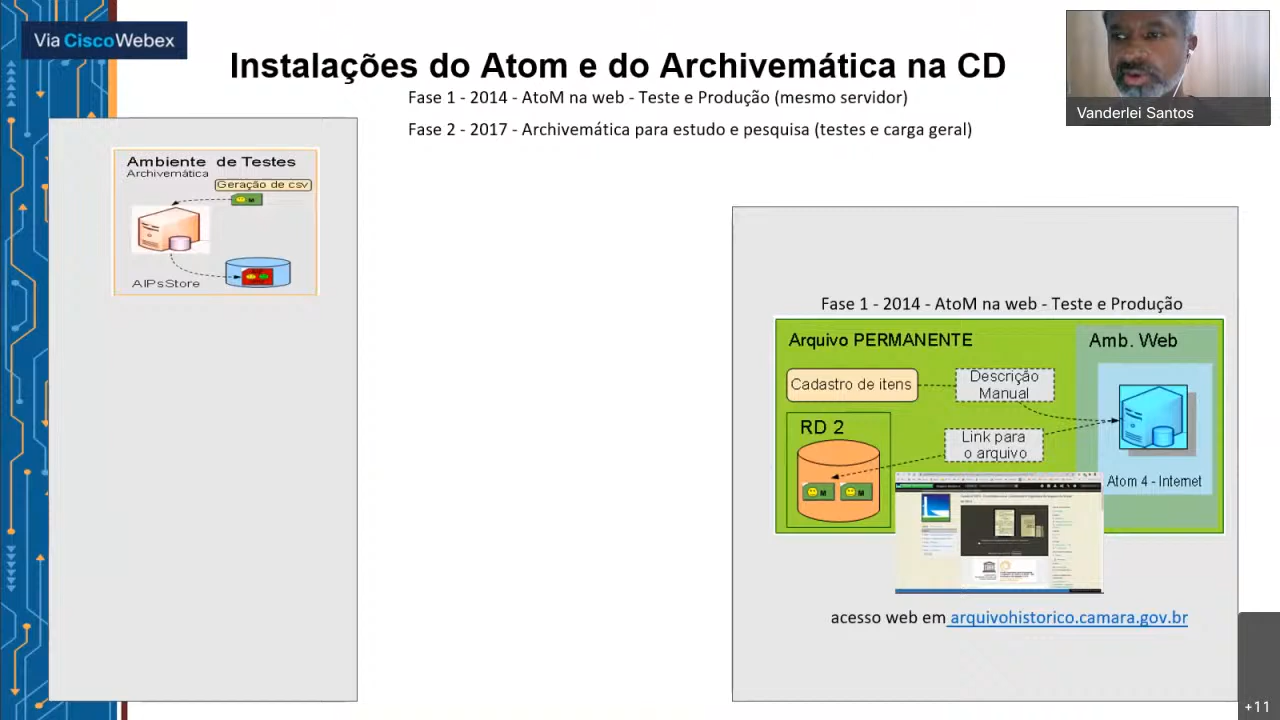 Via CiscoWebex
Instalações do Atom e do Archivemática na CD
Fase 1 - 2014 - AtoM na web - Teste e Produção (mesmo servidor)
Fase 2 - 2017 - Archivemática para estudo e pesquisa (testes e carga geral)
Vanderlei Santos
Ambiente de Testes
Archivemática
Geração de csv
M
AIPsStore
Fase 1 - 2014 - AtoM na web - Teste e Produção
Arquivo PERMANENTE
Amb. Web
Cadastro de itens
Descrição
Manual
RD 2
Link para
o arquivo
M
M
Atom 4 - Internet
acesso web em arquivohistorico.camara.gov.br
+11